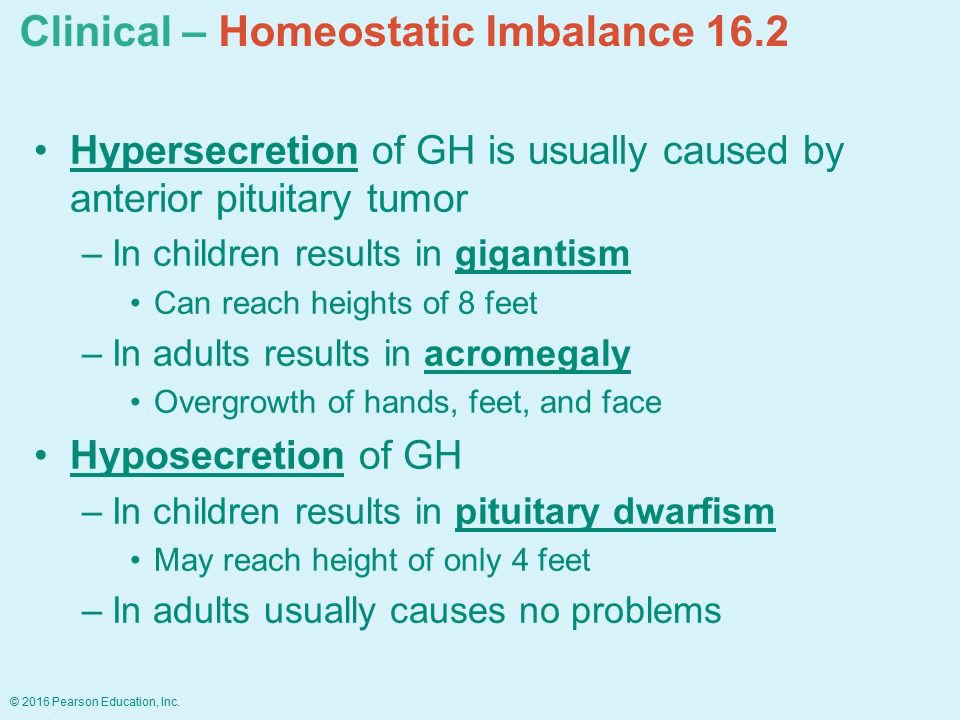 Clinical – Homeostatic Imbalance 16.2
• Hypersecretion of GH is usually caused by
anterior pituitary tumor
– In children results in gigantism
• Can reach heights of 8 feet
– In adults results in acromegaly
• Overgrowth of hands, feet, and face
• Hyposecretion of GH
– In children results in pituitary dwarfism
• May reach height of only 4 feet
– In adults usually causes no problems
© 2016 Pearson Education, Inc.